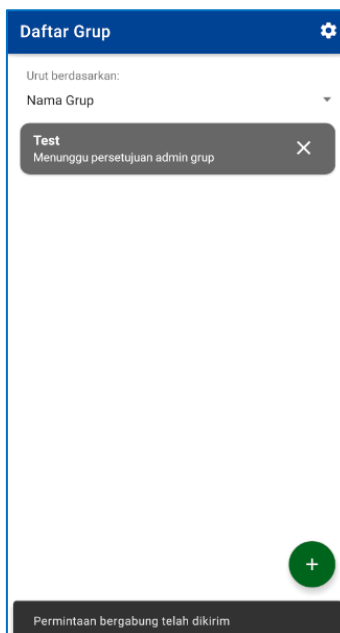 Daftar Grup
Urut berdasarkan:
Nama Grup
Test
Menunggu persetujuan admin grup
Permintaan bergabung telah dikirim